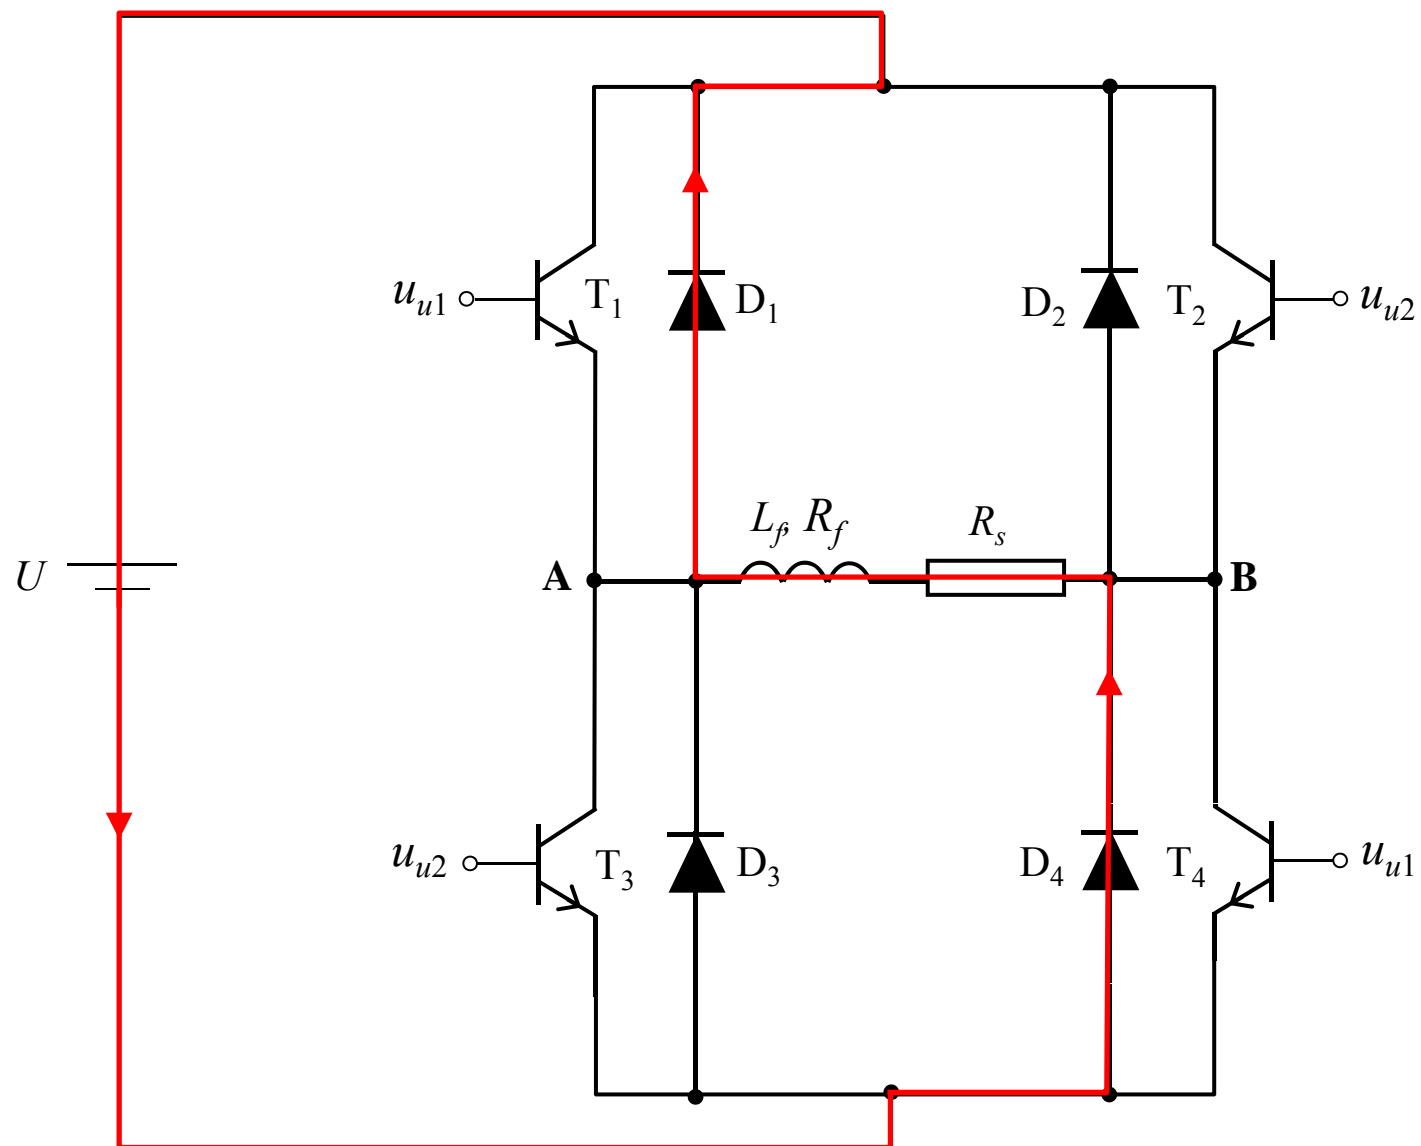 u_u1 T_1 D_1 D_2 T_2 u_u2
L_f, R_f R_s
U A B
u_u2 T_3 D_3 D_4 T_4 u_u1